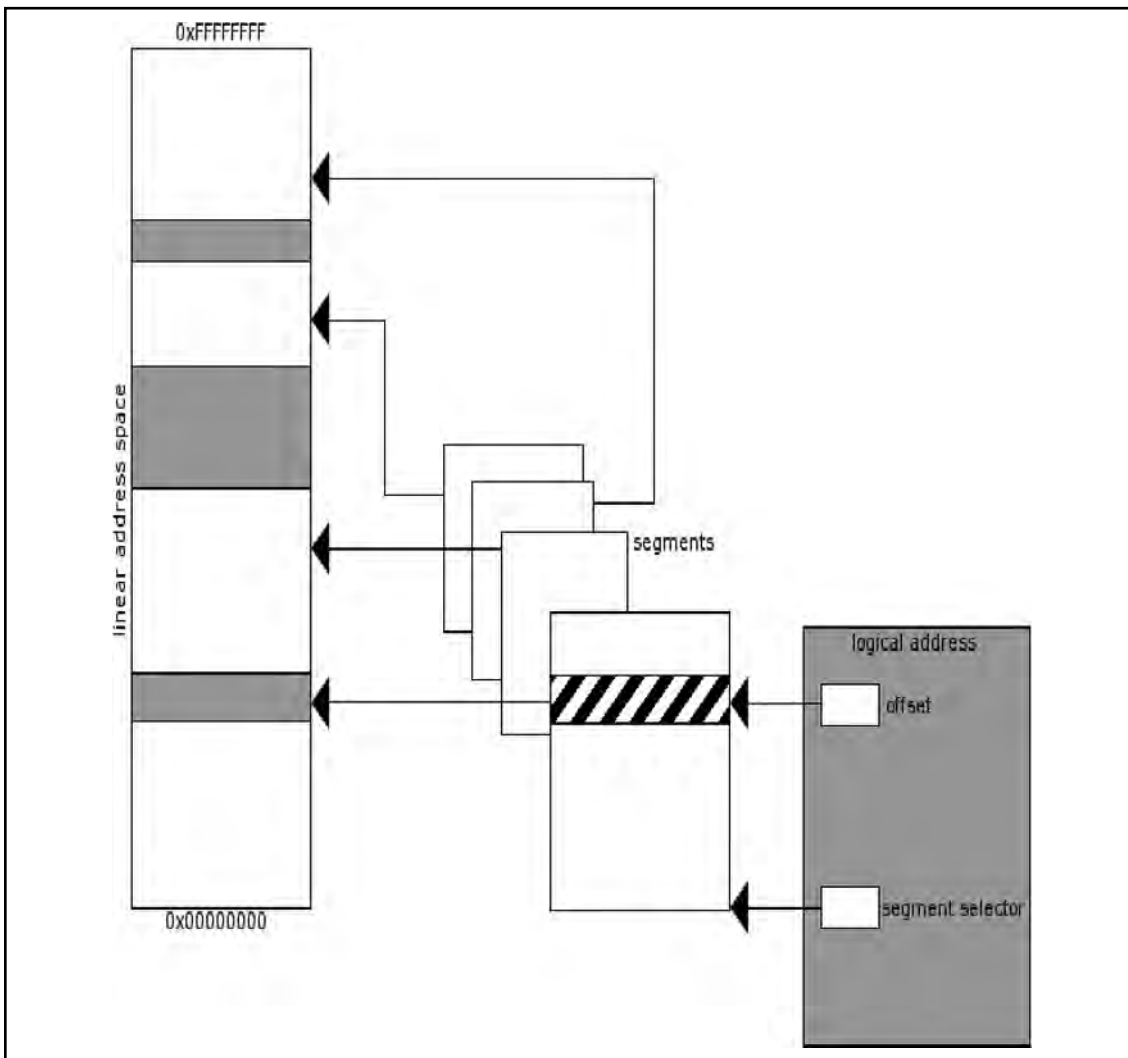 0xFFFFFFFF
linear address space
segments
logical address
offset
segment selector
0x00000000